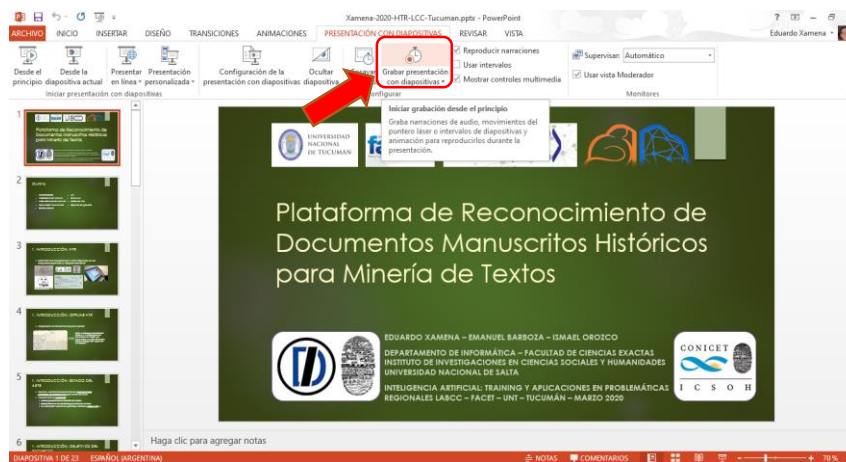 Xamena-2020-HTR-LCC-Tucuman.pptx - PowerPoint
ARCHIVO INICIO INSERTAR DISEÑO TRANSICIONES ANIMACIONES PRESENTACIÓN CON DIAPOSITIVAS REVISAR VISTA
Eduardo Xamena
Desde el principio
Desde la diapositiva actual
Presentar en línea
Presentación personalizada
Configuración de la presentación con diapositivas
Ocultar diapositiva
Grabar presentación con diapositivas
Reproducir narraciones
Usar intervalos
Mostrar controles multimedia
Supervisar: Automático
Usar vista Moderador
Iniciar presentación con diapositivas
Monitores
Iniciar grabación desde el principio
Graba narraciones de audio, movimientos del
puntero láser o intervalos de diapositivas y
animación para reproducirlos durante la
presentación.
1
2
3
4
5
6
UNIVERSIDAD
NACIONAL
DE TUCUMÁN
Plataforma de Reconocimiento de
Documentos Manuscritos Históricos
para Minería de Textos
EDUARDO XAMENA – EMANUEL BARBOZA – ISMAEL OROZCO
DEPARTAMENTO DE INFORMÁTICA – FACULTAD DE CIENCIAS EXACTAS
INSTITUTO DE INVESTIGACIONES EN CIENCIAS SOCIALES Y HUMANIDADES
UNIVERSIDAD NACIONAL DE SALTA
INTELIGENCIA ARTIFICIAL: TRAINING Y APLICACIONES EN PROBLEMÁTICAS
REGIONALES LABCC – FACET – UNT – TUCUMÁN – MARZO 2020
CONICET
I C S O H
Haga clic para agregar notas
DIAPOSITIVA 1 DE 23 ESPAÑOL (ARGENTINA) NOTAS COMENTARIOS 70%